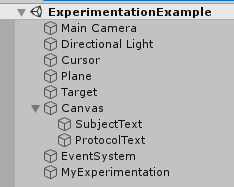 ExperimentationExample
Main Camera
Directional Light
Cursor
Plane
Target
Canvas
SubjectText
ProtocolText
EventSystem
MyExperimentation